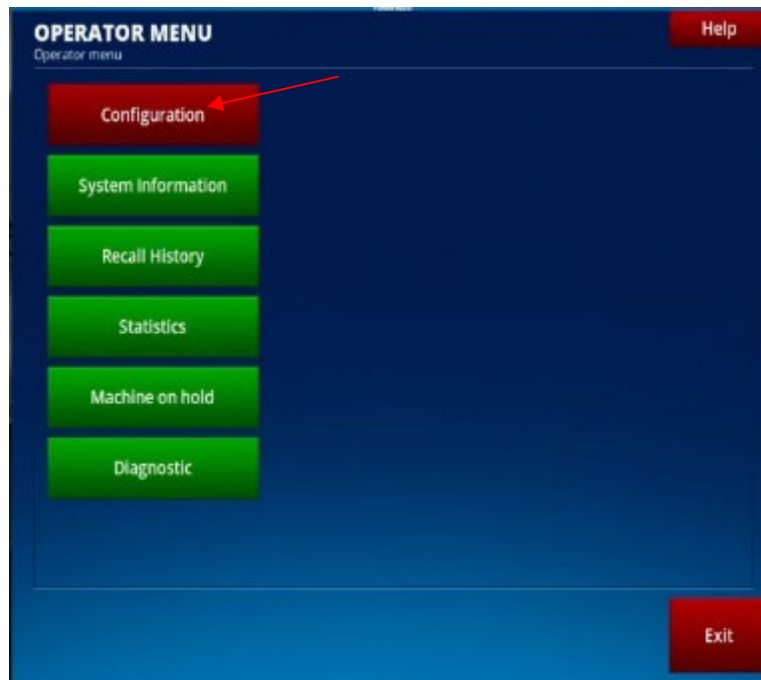 OPERATOR MENU
Help
Operator menu
Configuration
System Information
Recall History
Statistics
Machine on hold
Diagnostic
Exit